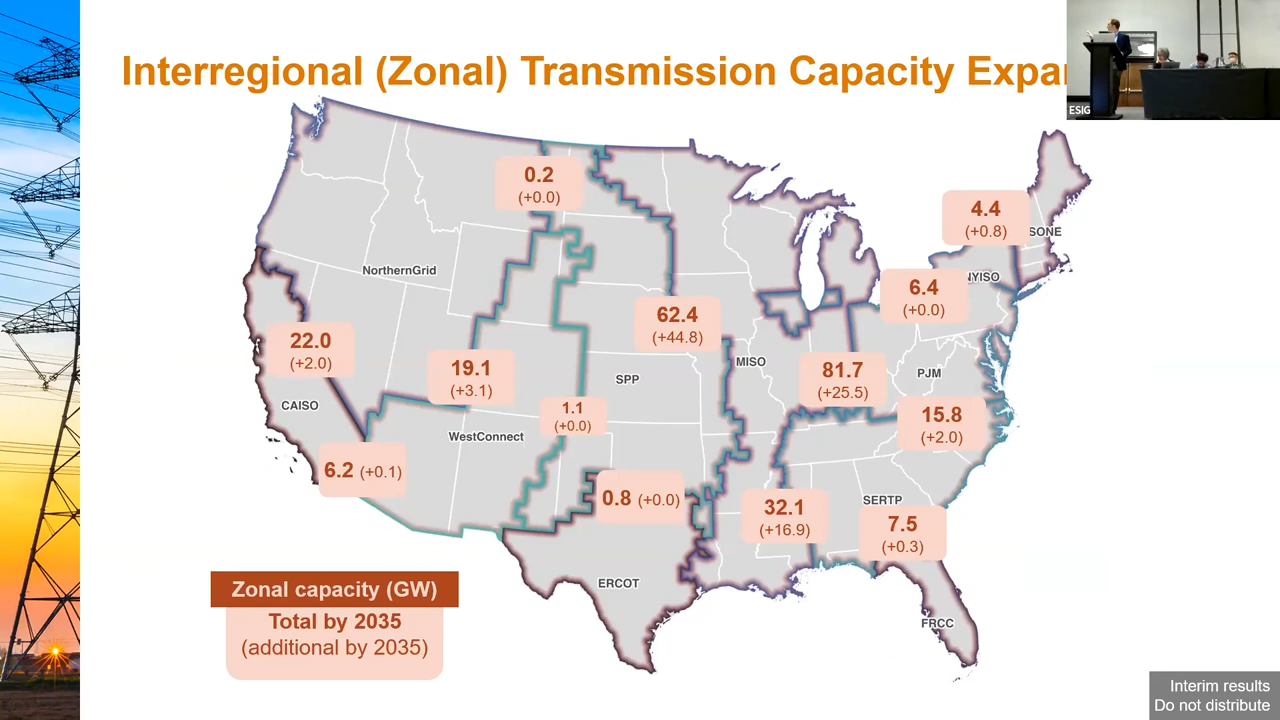 Interregional (Zonal) Transmission Capacity Expa
ESIG
0.2
(+0.0)
4.4
(+0.8)
SONE
NorthernGrid
NYISO
6.4
(+0.0)
62.4
(+44.8)
22.0
(+2.0)
19.1
(+3.1)
MISO
81.7
(+25.5)
PJM
SPP
CAISO
1.1
(+0.0)
15.8
(+2.0)
WestConnect
6.2 (+0.1)
0.8 (+0.0)
32.1
(+16.9)
SERTP
7.5
(+0.3)
ERCOT
FRCC
Zonal capacity (GW)
Total by 2035
(additional by 2035)
Interim results
Do not distribute